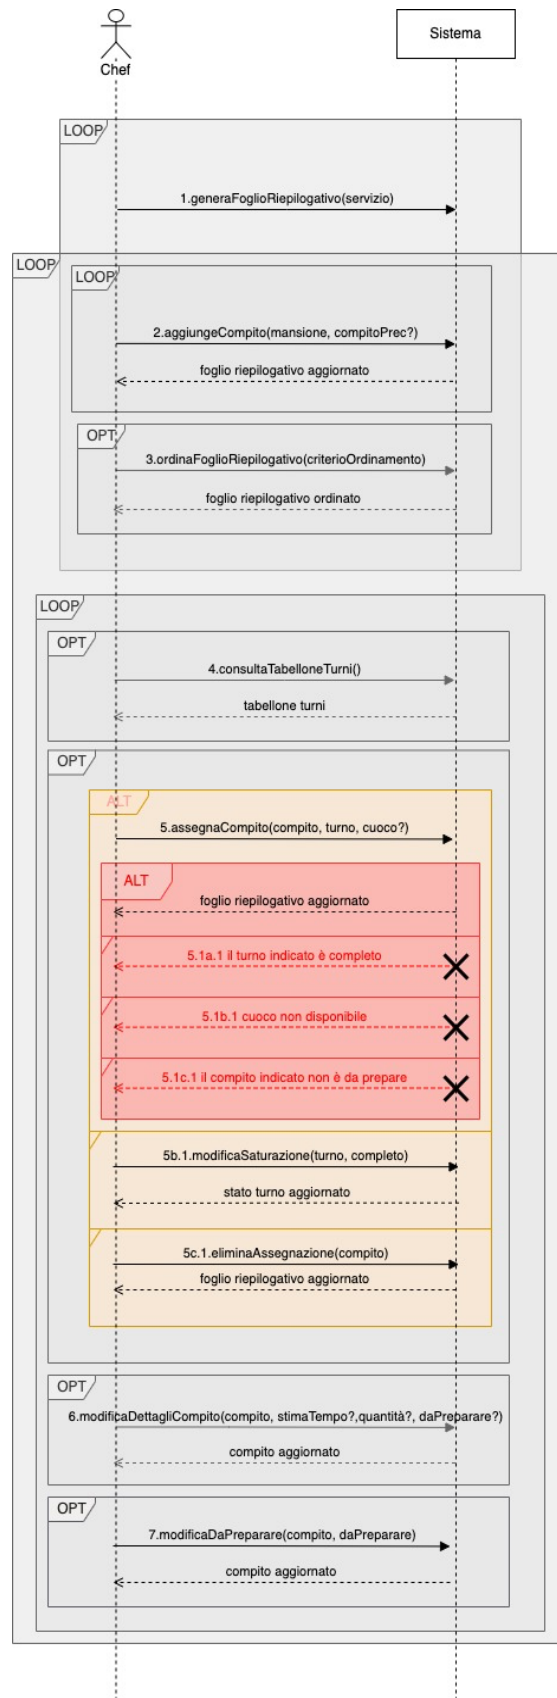 Chef
Sistema
LOOP
1.generaFoglioRiepilogativo(servizio)
LOOP
LOOP
2.aggiungeCompito(mansione, compitoPrec?)
foglio riepilogativo aggiornato
OPT
3.ordinaFoglioRiepilogativo(criterioOrdinamento)
foglio riepilogativo ordinato
LOOP
OPT
4.consultaTabelloneTurni()
tabellone turni
OPT
ALT
5.assegnaCompito(compito, turno, cuoco?)
ALT
foglio riepilogativo aggiornato
5.1a.1 il turno indicato è completo
5.1b.1 cuoco non disponibile
5.1c.1 il compito indicato non è da prepare
5b.1.modificaSaturazione(turno, completo)
stato turno aggiornato
5c.1.eliminaAssegnazione(compito)
foglio riepilogativo aggiornato
OPT
6.modificaDettagliCompito(compito, stimaTempo?,quantità?, daPreparare?)
compito aggiornato
OPT
7.modificaDaPreparare(compito, daPreparare)
compito aggiornato